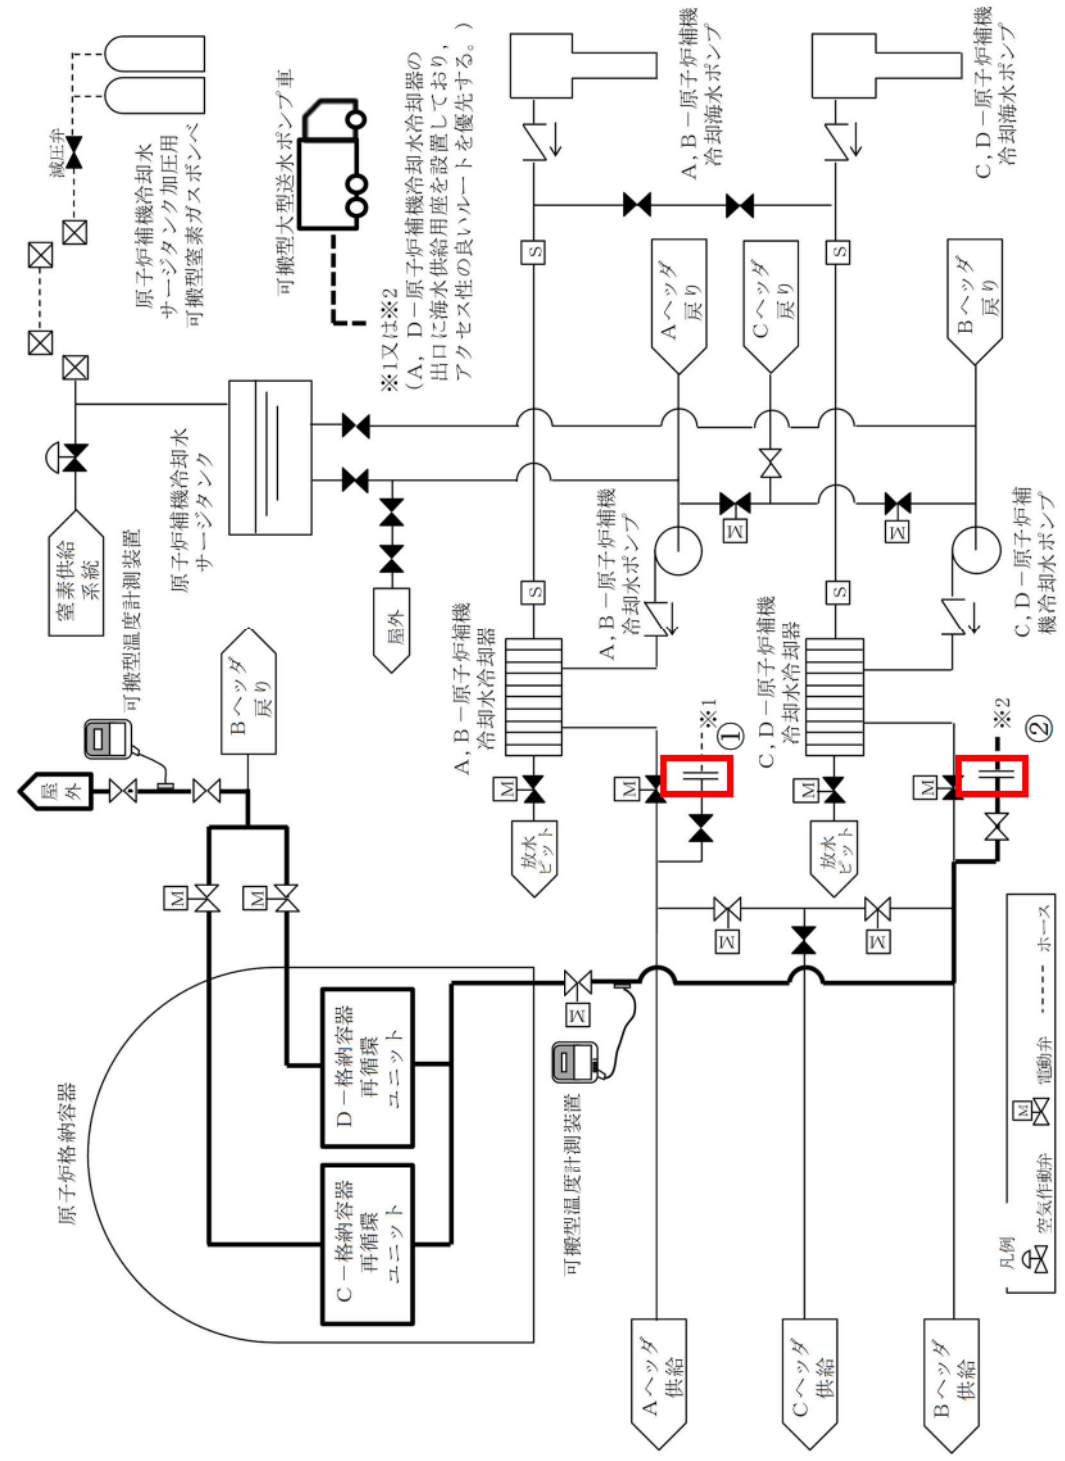 原子炉格納容器
C－格納容器
再循環
ユニット
D－格納容器
再循環
ユニット
M
M
屋
外
可搬型温度計測装置
Bヘッダ
戻り
窒素供給
系統
減圧弁
原子炉補機冷却水
サージタンク加圧用
可搬型窒素ガスボンベ
原子炉補機冷却水
サージタンク
可搬型大型送水ポンプ車
※1又は※2
(A, D－原子炉補機冷却水冷却器の
出口に海水供給用座を設置しており,
アクセス性の良いルートを優先する。)
屋外
A, B－原子炉補機
冷却水冷却器
放水
ピット
M
S
S
A, B－原子炉補機
冷却海水ポンプ
可搬型温度計測装置
M
M
A, B－原子炉補機
冷却水ポンプ
Aヘッダ
戻り
Aヘッダ
供給
※1
①
M
M
Cヘッダ
戻り
C, D－原子炉補機
冷却水冷却器
放水
ピット
M
S
S
C, D－原子炉補機
冷却海水ポンプ
Cヘッダ
供給
M
M
M
Bヘッダ
戻り
C, D－原子炉補
機冷却水ポンプ
Bヘッダ
供給
※2
②
凡例
空気作動弁
M
電動弁
ホース